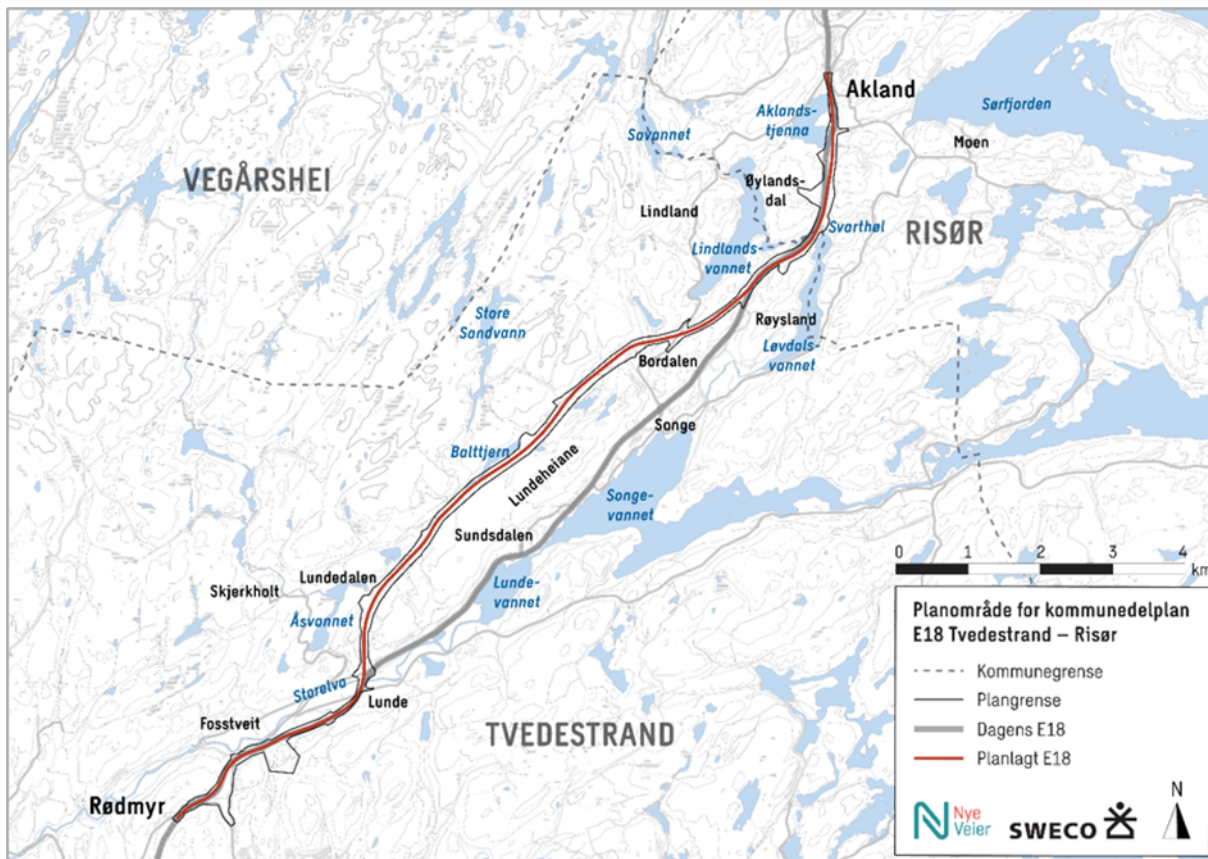 Akland
Sørfjorden
Aklands-
tjenna
Savannet
Moen
VEGÅRSHEI
Øylands-
dal
Lindland
Svarthøl
RISØR
Lindlands-
vannet
Store
Sandvann
Røysland
Løvdals-
vannet
Bordalen
Songe
Balttjern
Lundeheiane
Songe-
vannet
Sundsdalen
Lundedalen
Skjerkholt
Lunde-
vannet
Åsvannet
Storelva
Lunde
Fosstveit
TVEDESTRAND
Rødmyr
0 1 2 3 4
km
Planområde for kommunedelplan
E18 Tvedestrand – Risør
Kommunegrense
Plangrense
Dagens E18
Planlagt E18
Nye
Veier
SWECO
N